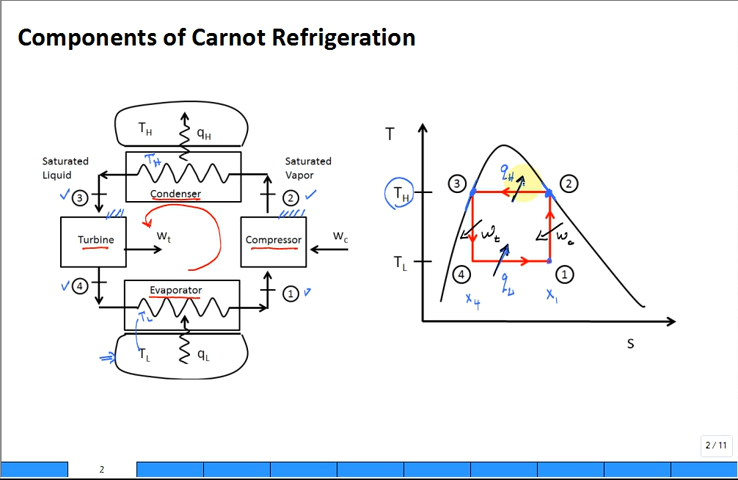 Components of Carnot Refrigeration
T_H
q_H
T_H
Saturated
Liquid
Saturated
Vapor
Condenser
3
2
Turbine
W_t
Compressor
W_c
4
Evaporator
1
T_L
T_L
q_L
T
q_H
3
2
T_H
W_t
W_c
T_L
4
q_L
1
x_4
x_1
S
2 / 11
2